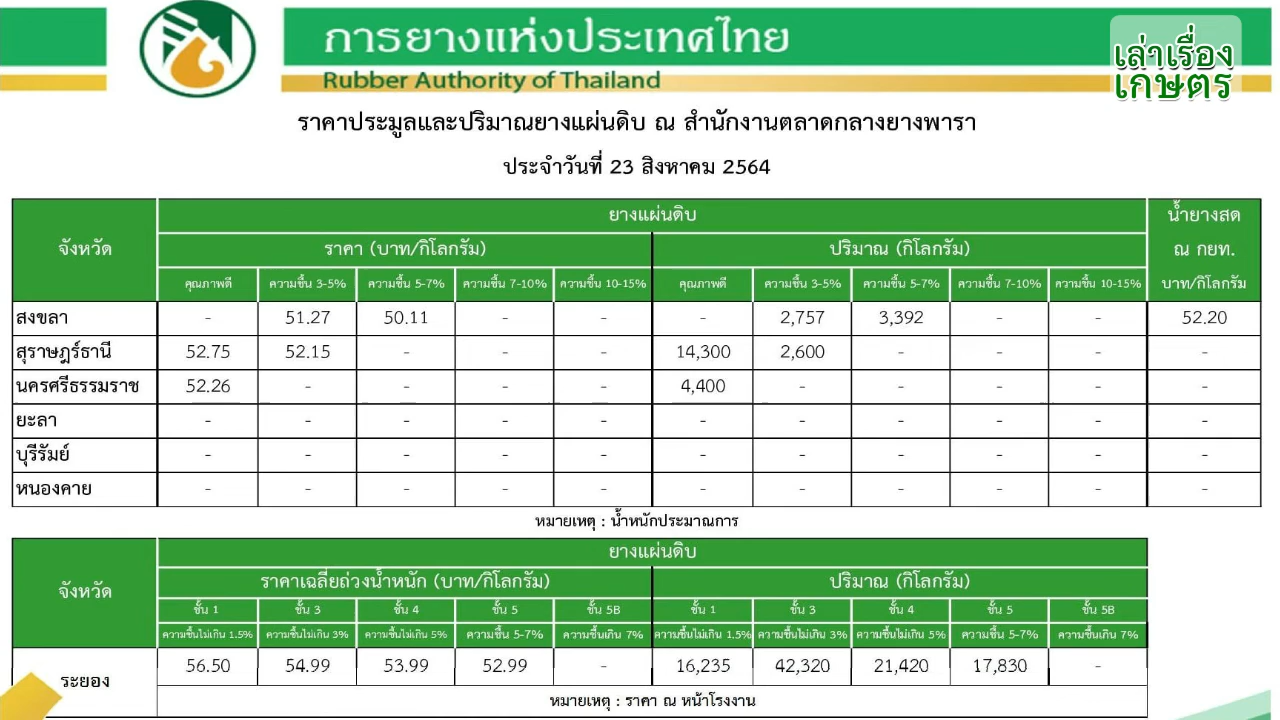 การยางแห่งประเทศไทย
Rubber Authority of Thailand
เล่าเรื่อง
เกษตร
ราคาประมูลและปริมาณยางแผ่นดิบ ณ สำนักงานตลาดกลางยางพารา
ประจำวันที่ 23 สิงหาคม 2564
จังหวัด ยางแผ่นดิบ น้ำยางสด
ราคา (บาท/กิโลกรัม) ปริมาณ (กิโลกรัม) ณ กยท.
คุณภาพดี ความชื้น 3-5% ความชื้น 5-7% ความชื้น 7-10% ความชื้น 10-15% คุณภาพดี ความชื้น 3-5% ความชื้น 5-7% ความชื้น 7-10% ความชื้น 10-15% บาท/กิโลกรัม
สงขลา - 51.27 50.11 - - - 2,757 3,392 - - 52.20
สุราษฎร์ธานี 52.75 52.15 - - - 14,300 2,600 - - - -
นครศรีธรรมราช 52.26 - - - - 4,400 - - - - -
ยะลา - - - - - - - - - - -
บุรีรัมย์ - - - - - - - - - - -
หนองคาย - - - - - - - - - - -
หมายเหตุ : น้ำหนักประมาณการ
จังหวัด ยางแผ่นดิบ
ราคาเฉลี่ยถ่วงน้ำหนัก (บาท/กิโลกรัม) ปริมาณ (กิโลกรัม)
ชั้น 1 ชั้น 3 ชั้น 4 ชั้น 5 ชั้น 5B ชั้น 1 ชั้น 3 ชั้น 4 ชั้น 5 ชั้น 5B
ความชื้นไม่เกิน 1.5% ความชื้นไม่เกิน 3% ความชื้นไม่เกิน 5% ความชื้น 5-7% ความชื้นเกิน 7% ความชื้นไม่เกิน 1.5% ความชื้นไม่เกิน 3% ความชื้นไม่เกิน 5% ความชื้น 5-7% ความชื้นเกิน 7%
ระยอง 56.50 54.99 53.99 52.99 - 16,235 42,320 21,420 17,830 -
หมายเหตุ : ราคา ณ หน้าโรงงาน